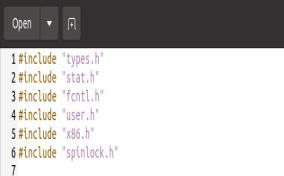 Open
1 #include "types.h"
2 #include "stat.h"
3 #include "fcntl.h"
4 #include "user.h"
5 #include "x86.h"
6 #include "spinlock.h"
7